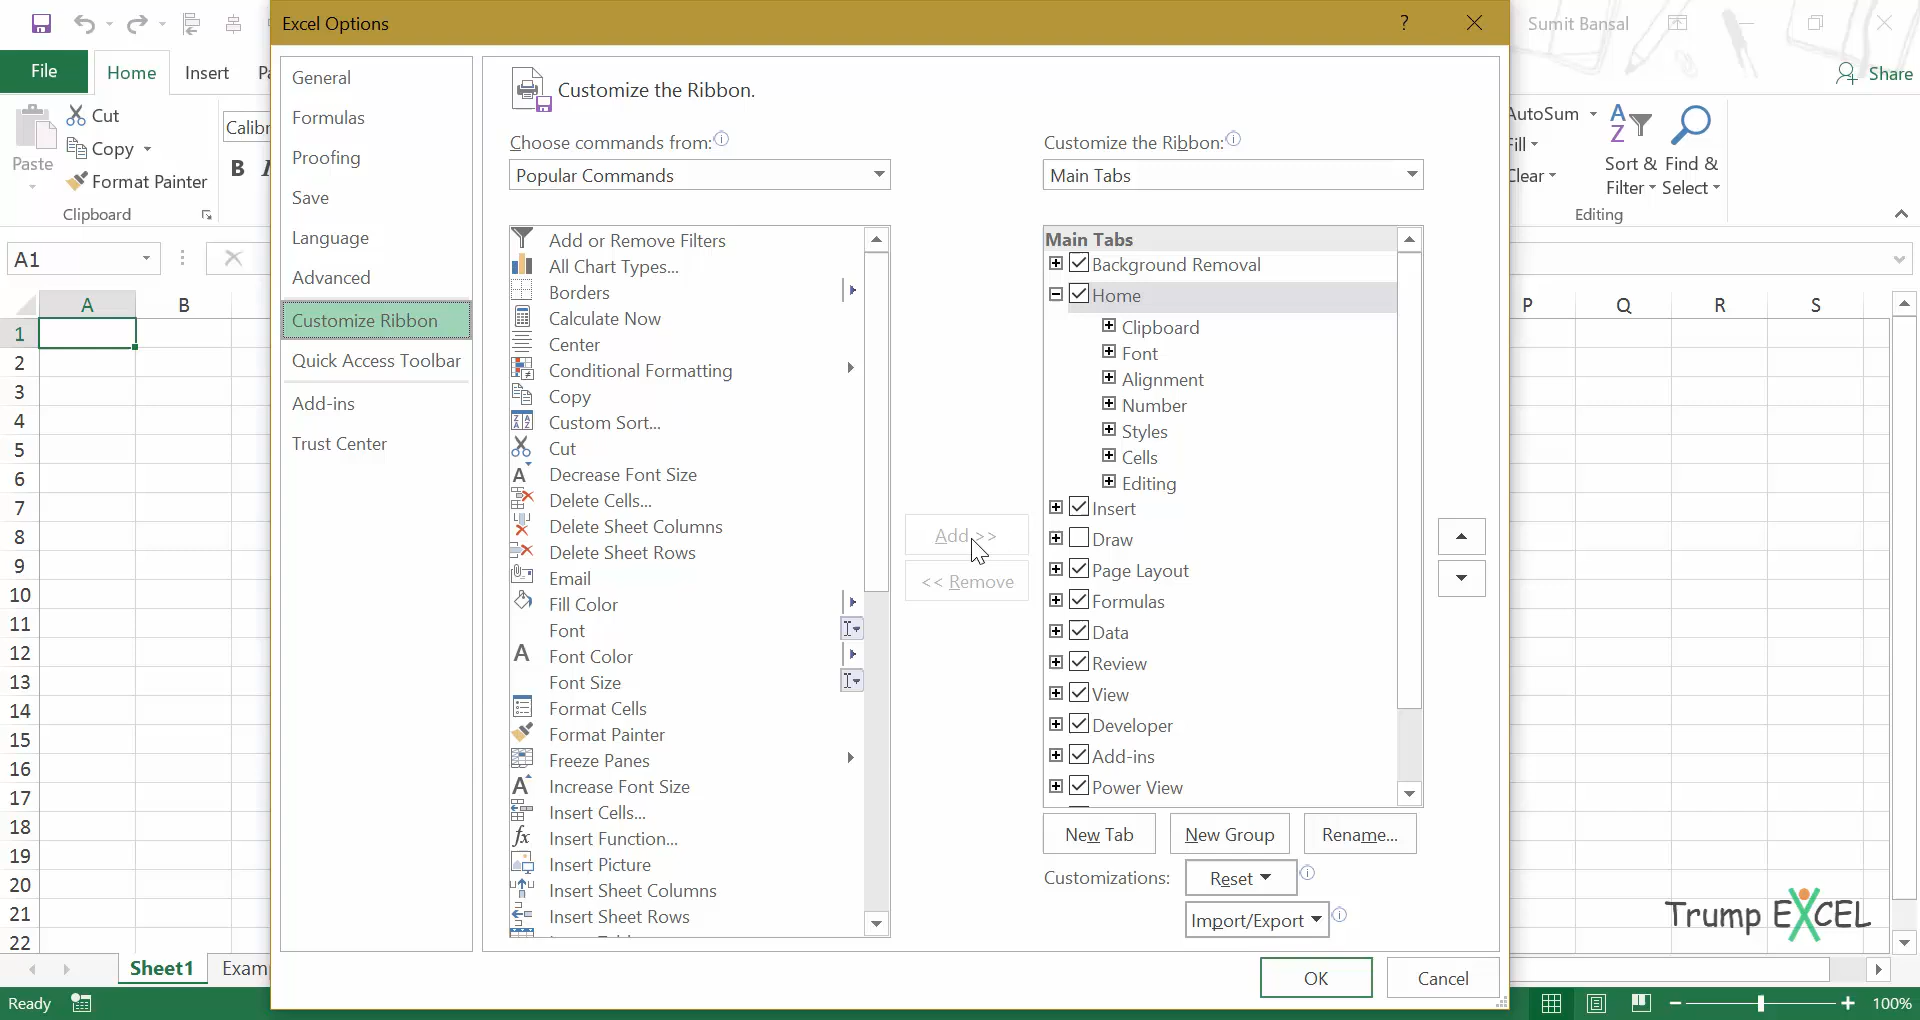 Excel Options
?
Sumit Bansal
File
Home
Insert
Share
Cut
Copy
Format Painter
Paste
Clipboard
Calibr
B
I
AutoSum
Fill
Clear
Sort & Filter
Find & Select
Editing
A1
A B
P Q R S
1
2
3
4
5
6
7
8
9
10
11
12
13
14
15
16
17
18
19
20
21
22
General
Formulas
Proofing
Save
Language
Advanced
Customize Ribbon
Quick Access Toolbar
Add-ins
Trust Center
Customize the Ribbon.
Choose commands from:
Popular Commands
Add or Remove Filters
All Chart Types...
Borders
Calculate Now
Center
Conditional Formatting
Copy
Custom Sort...
Cut
Decrease Font Size
Delete Cells...
Delete Sheet Columns
Delete Sheet Rows
Email
Fill Color
Font
Font Color
Font Size
Format Cells
Format Painter
Freeze Panes
Increase Font Size
Insert Cells...
Insert Function...
Insert Picture
Insert Sheet Columns
Insert Sheet Rows
Add >>
<< Remove
Customize the Ribbon:
Main Tabs
Main Tabs
Background Removal
Home
Clipboard
Font
Alignment
Number
Styles
Cells
Editing
Insert
Draw
Page Layout
Formulas
Data
Review
View
Developer
Add-ins
Power View
New Tab
New Group
Rename...
Customizations:
Reset
Import/Export
OK
Cancel
Trump EXCEL
Sheet1
Exam
Ready
100%